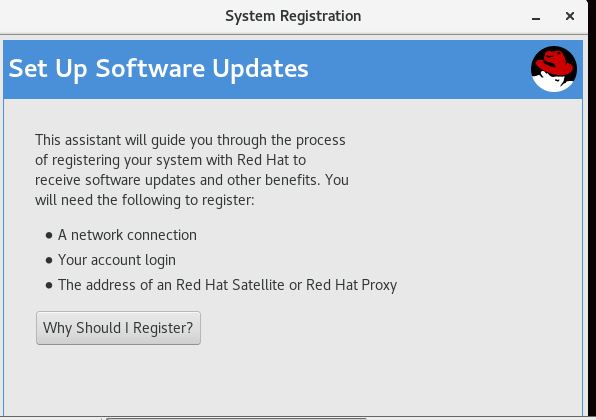 System Registration
Set Up Software Updates
This assistant will guide you through the process
of registering your system with Red Hat to
receive software updates and other benefits. You
will need the following to register:
• A network connection
• Your account login
• The address of an Red Hat Satellite or Red Hat Proxy
Why Should I Register?